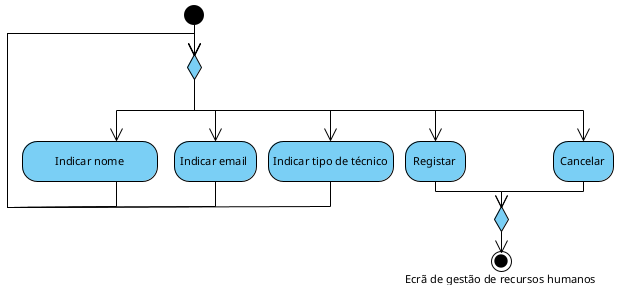 Indicar nome
Indicar email
Indicar tipo de técnico
Registar
Cancelar
Ecrã de gestão de recursos humanos